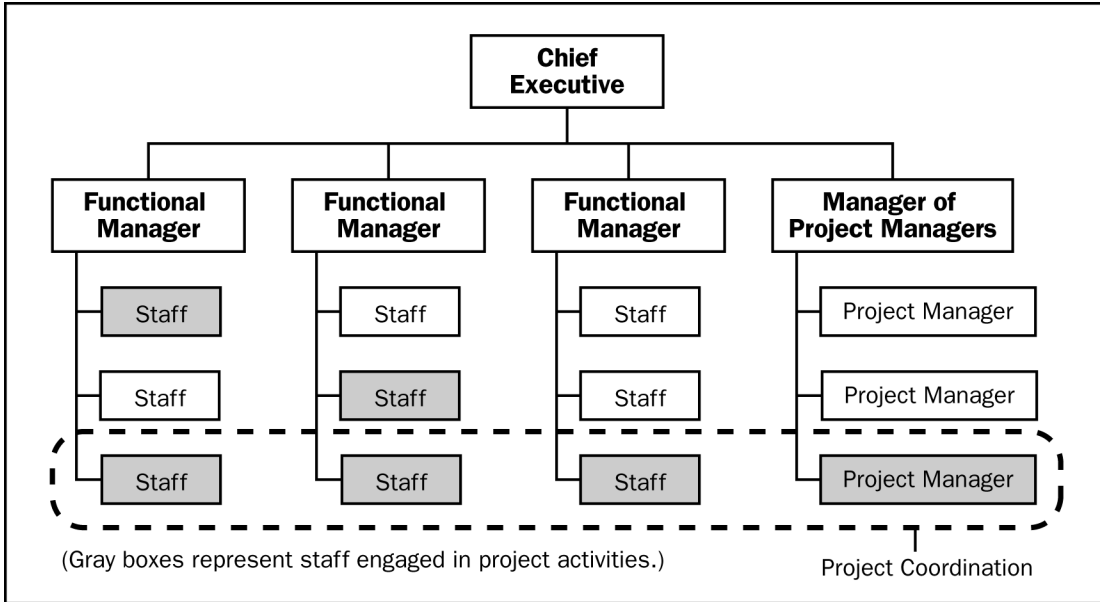 Chief
Executive
Functional
Manager
Functional
Manager
Functional
Manager
Manager of
Project Managers
Staff
Staff
Staff
Project Manager
Staff
Staff
Staff
Project Manager
Staff
Staff
Staff
Project Manager
(Gray boxes represent staff engaged in project activities.)
Project Coordination